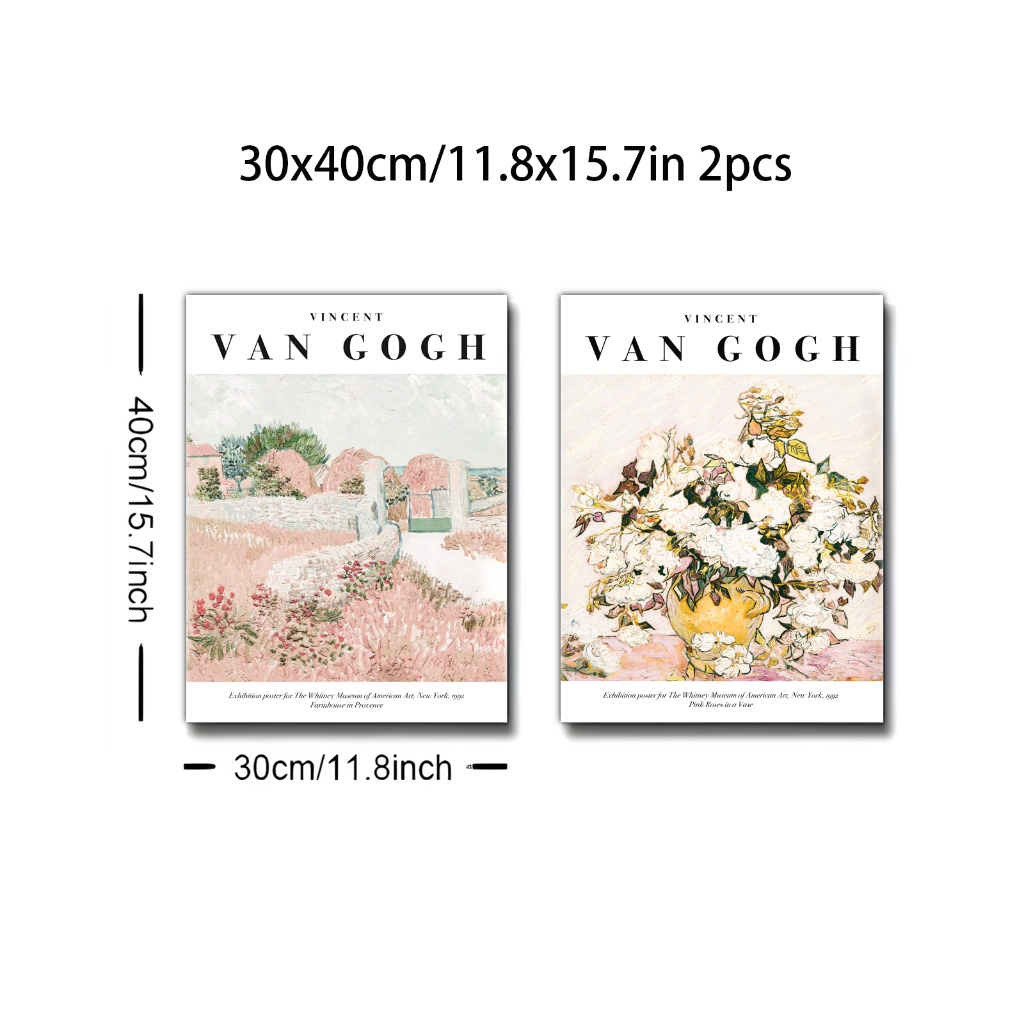 30x40cm/11.8x15.7in 2pcs
VINCENT
VAN GOGH
Exhibition poster for The Whitney Museum of American Art, New York, 1992
Farmhouse in Provence
VINCENT
VAN GOGH
Exhibition poster for The Whitney Museum of American Art, New York, 1992
Pink Roses in a Vase
40cm/15.7inch
30cm/11.8inch